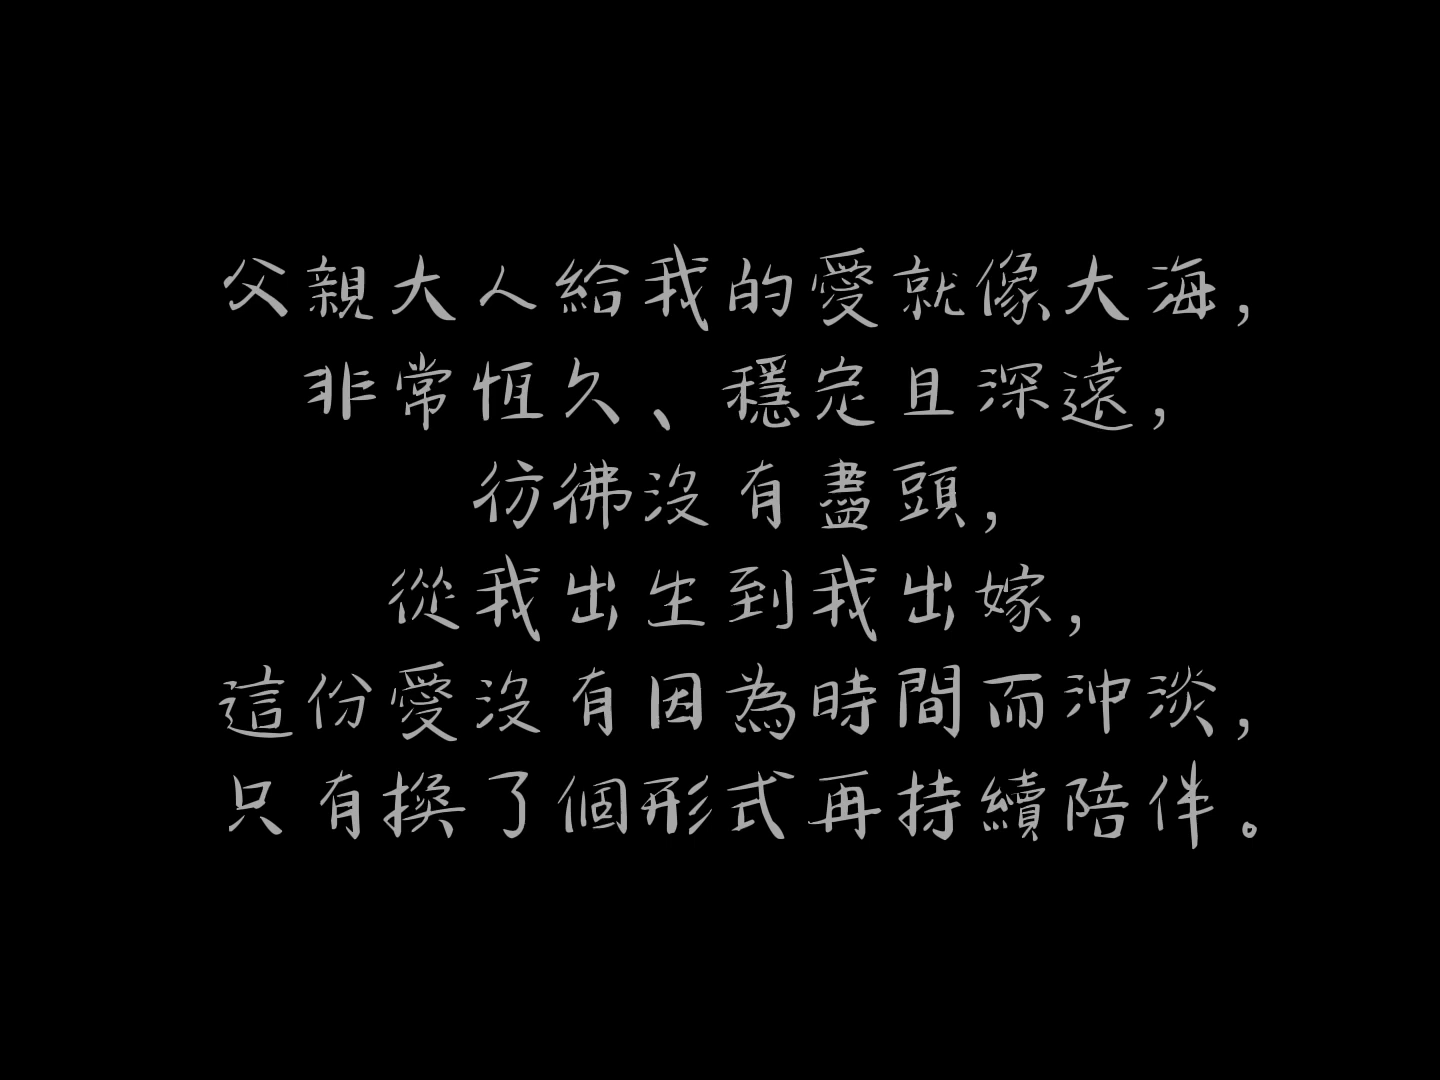 父親大人給我的愛就像大海，
非常恆久、穩定且深遠，
彷彿沒有盡頭，
從我出生到我出嫁，
這份愛沒有因為時間而沖淡，
只有換了個形式再持續陪伴。